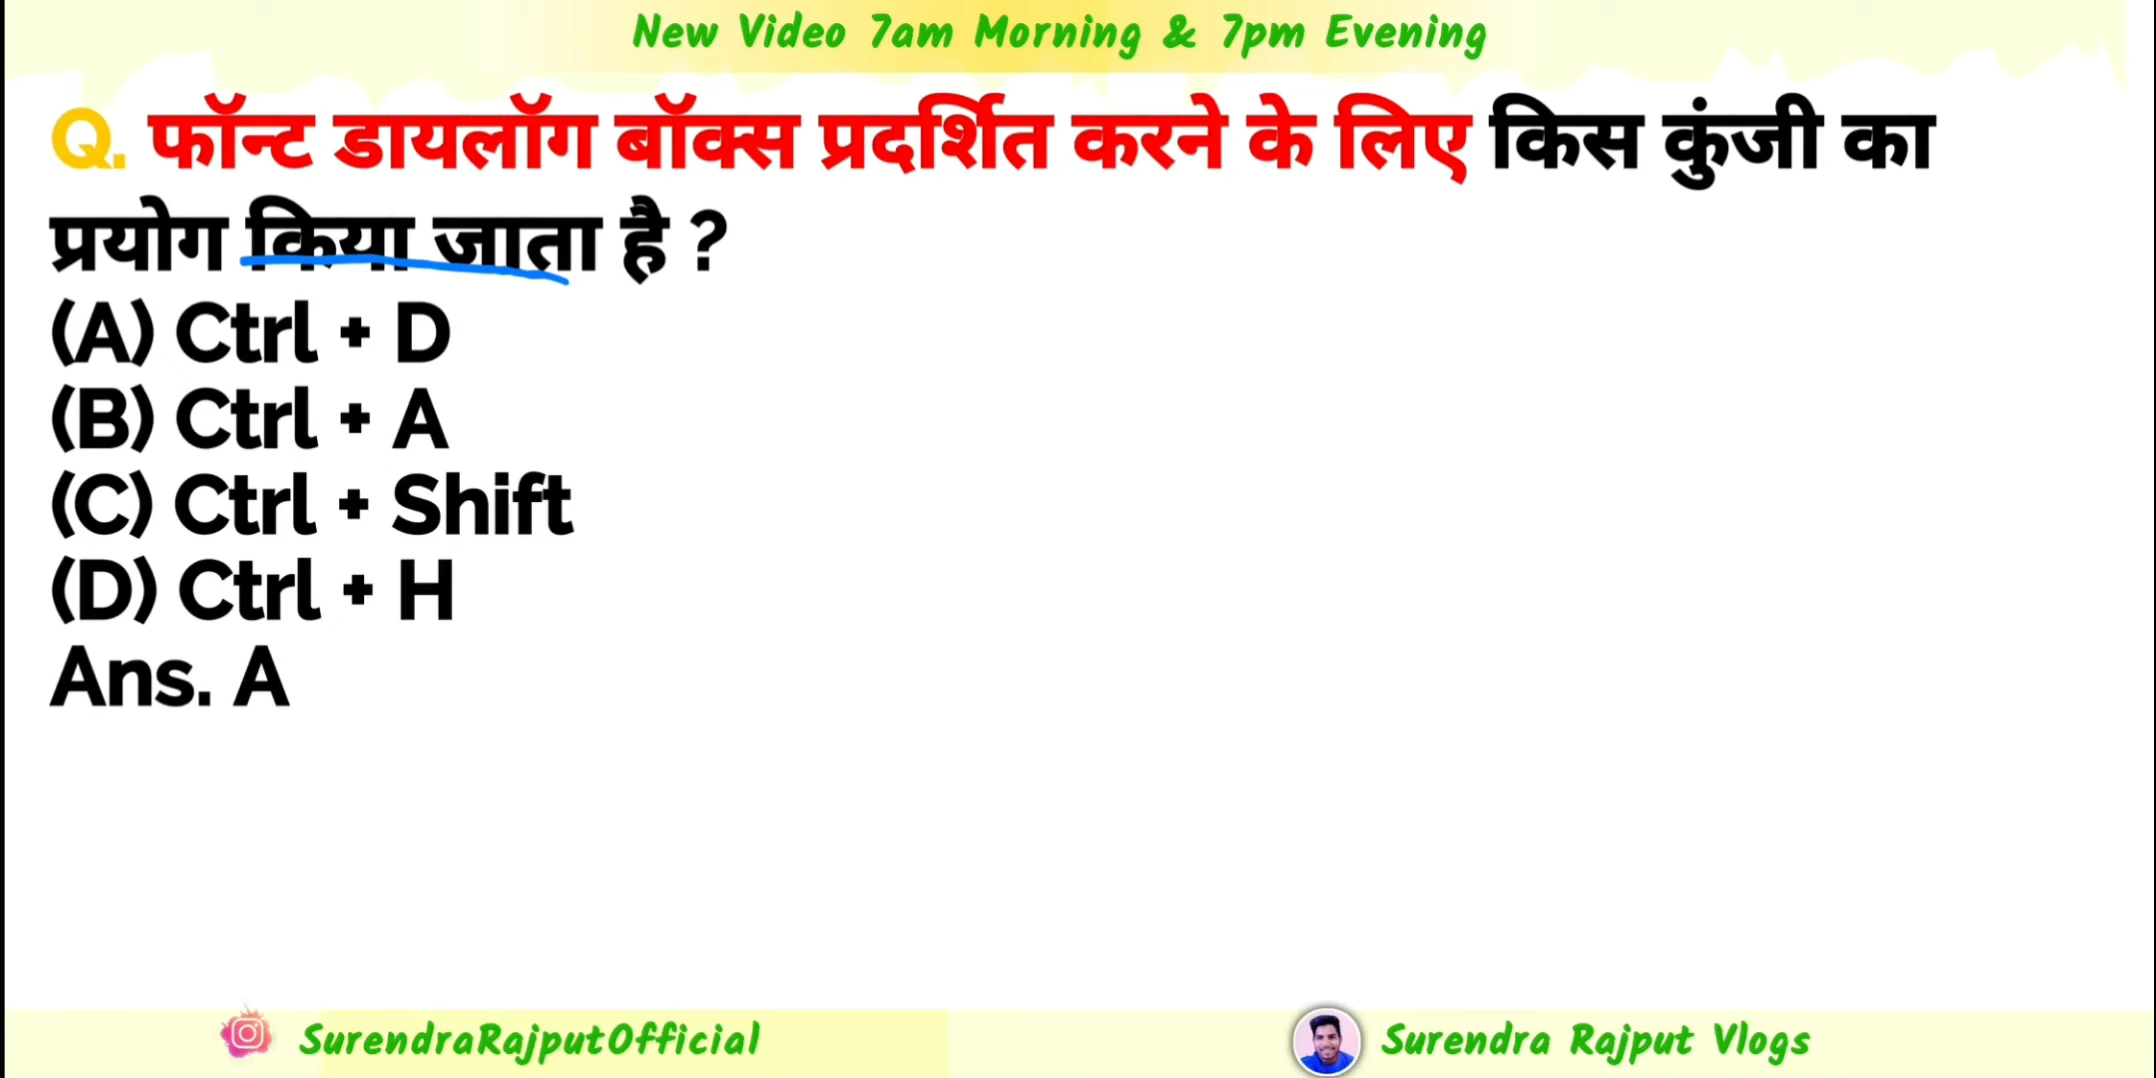 New Video 7am Morning & 7pm Evening
Q. फॉन्ट डायलॉग बॉक्स प्रदर्शित करने के लिए किस कुंजी का
प्रयोग किया जाता है ?
(A) Ctrl + D
(B) Ctrl + A
(C) Ctrl + Shift
(D) Ctrl + H
Ans. A
SurendraRajputOfficial
Surendra Rajput Vlogs